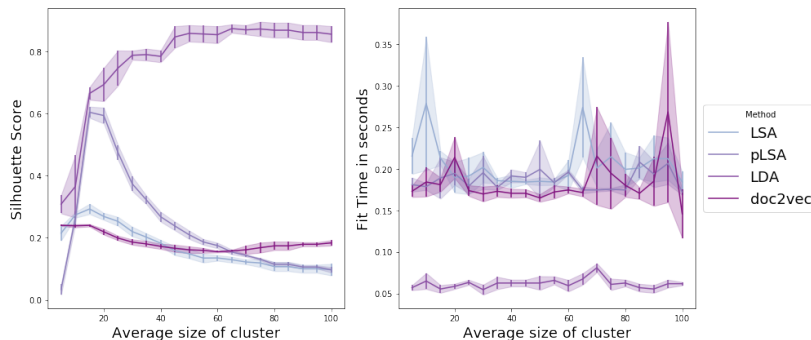 Silhouette Score
0.8
0.6
0.4
0.2
0.0
20
40
60
80
100
Average size of cluster
Fit Time in seconds
0.35
0.30
0.25
0.20
0.15
0.10
0.05
20
40
60
80
100
Average size of cluster
Method
LSA
pLSA
LDA
doc2vec